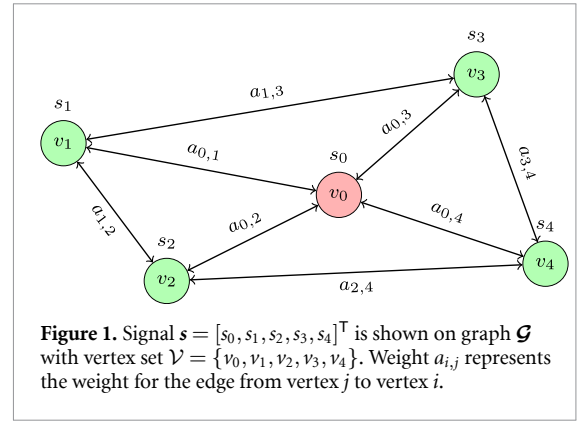 s3
v3
a1,3
s1
v1
a0,3
a0,1
s0
v0
a3,4
a1,2
a0,2
a0,4
s2
s4
v2
v4
a2,4
Figure 1. Signal s = [s0, s1, s2, s3, s4]ᵀ is shown on graph 𝓖
with vertex set 𝒱 = {v0, v1, v2, v3, v4}. Weight ai,j represents
the weight for the edge from vertex j to vertex i.